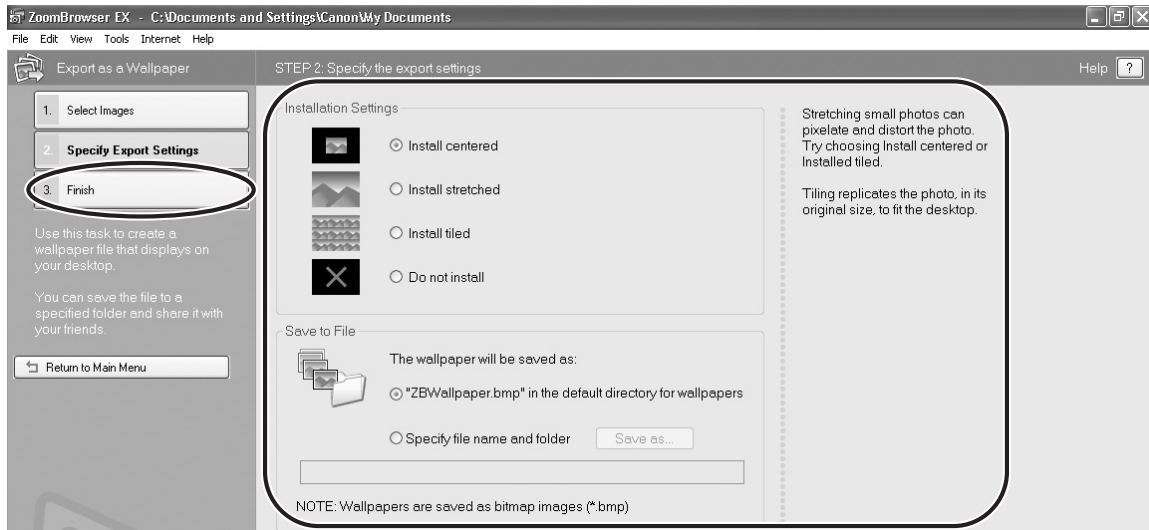 ZoomBrowser EX - C:\Documents and Settings\Canon\My Documents
File Edit View Tools Internet Help
Export as a Wallpaper
STEP 2: Specify the export settings
Help ?
1. Select Images
2. Specify Export Settings
3. Finish
Use this task to create a
wallpaper file that displays on
your desktop.
You can save the file to a
specified folder and share it with
your friends.
Return to Main Menu
Installation Settings
Install centered
Install stretched
Install tiled
Do not install
Save to File
The wallpaper will be saved as:
"ZBWallpaper.bmp" in the default directory for wallpapers
Specify file name and folder
Save as...
NOTE: Wallpapers are saved as bitmap images (*.bmp)
Stretching small photos can
pixelate and distort the photo.
Try choosing Install centered or
Installed tiled.
Tiling replicates the photo, in its
original size, to fit the desktop.